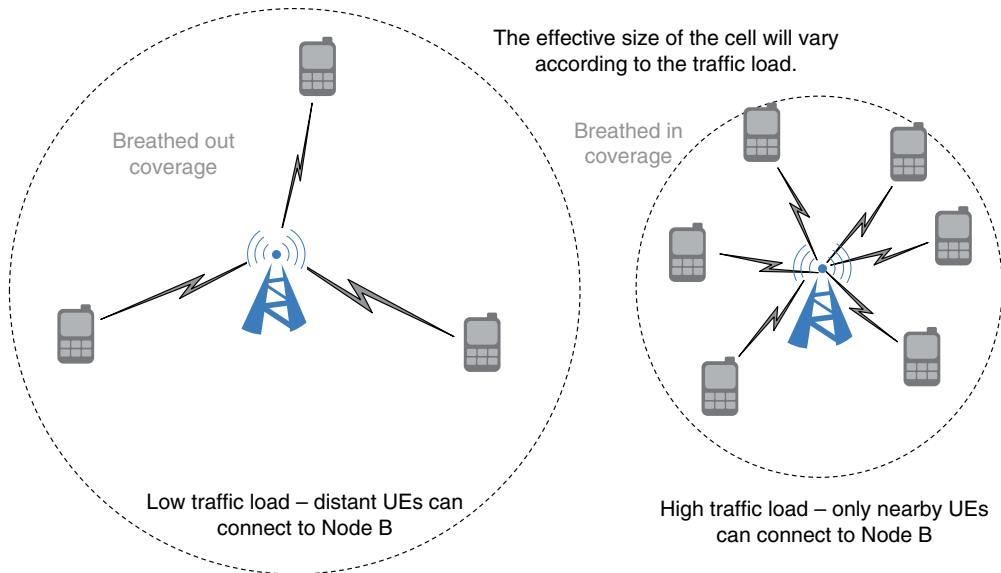 The effective size of the cell will vary
according to the traffic load.
Breathed out
coverage
Breathed in
coverage
Low traffic load – distant UEs can
connect to Node B
High traffic load – only nearby UEs
can connect to Node B